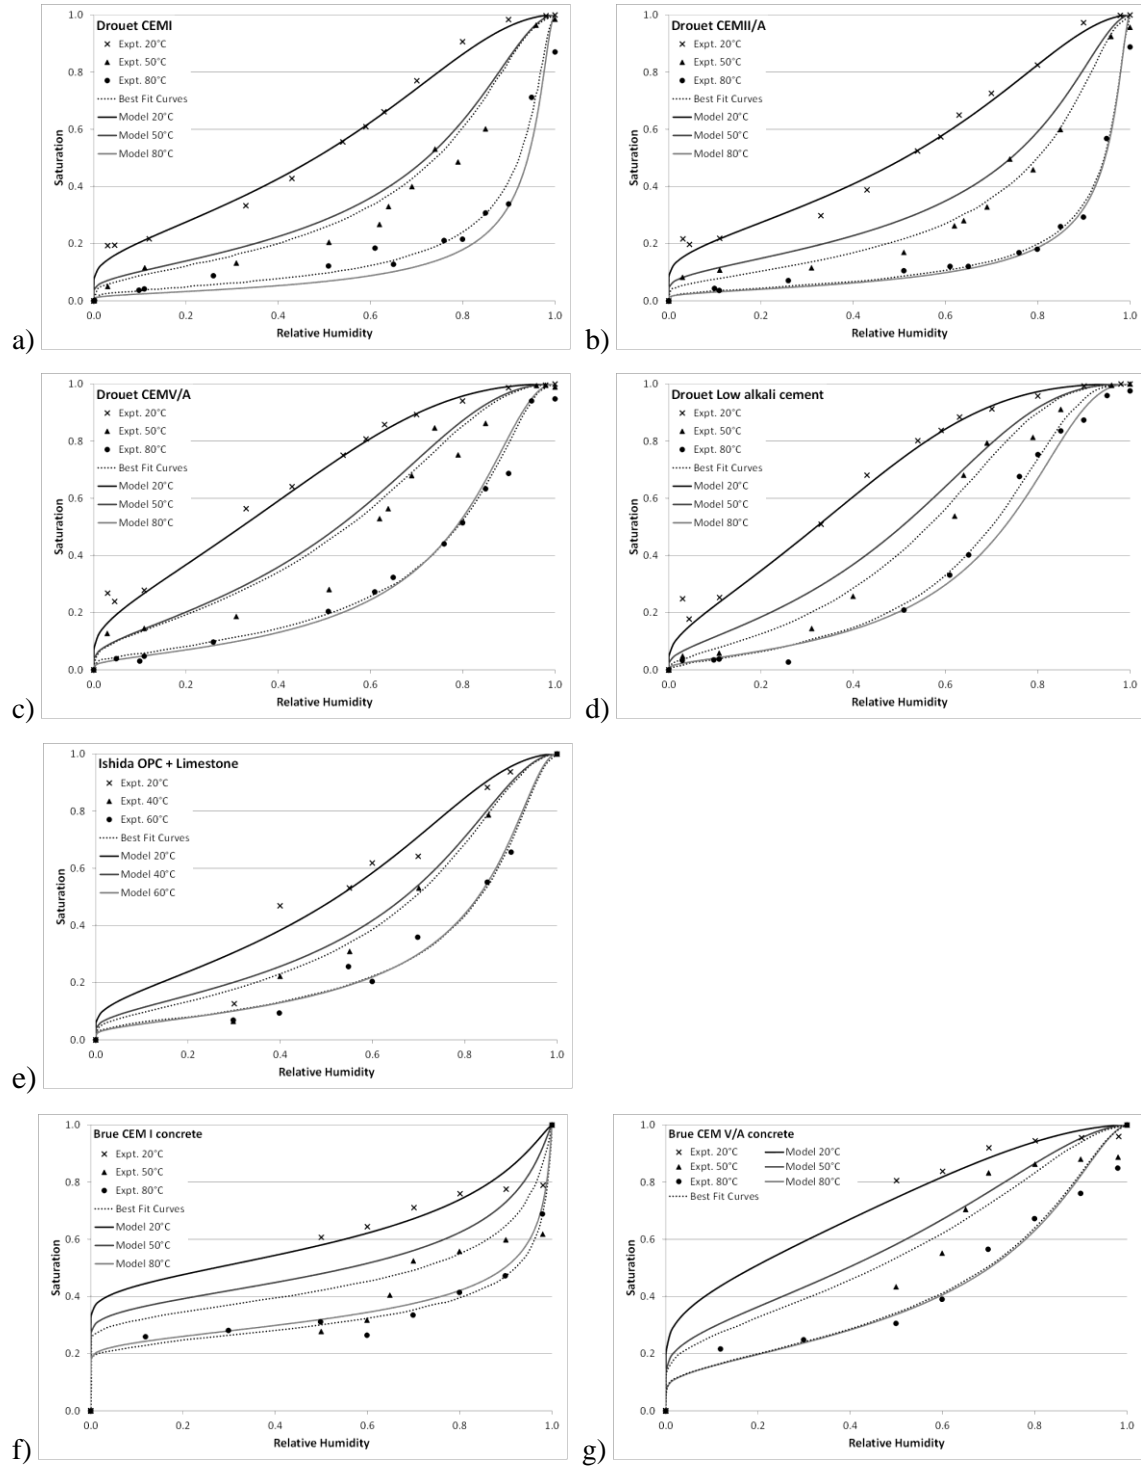 Drouet CEMI
Expt. 20°C
Expt. 50°C
Expt. 80°C
Best Fit Curves
Model 20°C
Model 50°C
Model 80°C
1.0
0.8
0.6
0.4
0.2
0.0
Saturation
0.0 0.2 0.4 0.6 0.8 1.0
Relative Humidity
a)
Drouet CEMII/A
Expt. 20°C
Expt. 50°C
Expt. 80°C
Best Fit Curves
Model 20°C
Model 50°C
Model 80°C
1.0
0.8
0.6
0.4
0.2
0.0
Saturation
0.0 0.2 0.4 0.6 0.8 1.0
Relative Humidity
b)
Drouet CEMV/A
Expt. 20°C
Expt. 50°C
Expt. 80°C
Best Fit Curves
Model 20°C
Model 50°C
Model 80°C
1.0
0.8
0.6
0.4
0.2
0.0
Saturation
0.0 0.2 0.4 0.6 0.8 1.0
Relative Humidity
c)
Drouet Low alkali cement
Expt. 20°C
Expt. 50°C
Expt. 80°C
Best Fit Curves
Model 20°C
Model 50°C
Model 80°C
1.0
0.8
0.6
0.4
0.2
0.0
Saturation
0.0 0.2 0.4 0.6 0.8 1.0
Relative Humidity
d)
Ishida OPC + Limestone
Expt. 20°C
Expt. 40°C
Expt. 60°C
Best Fit Curves
Model 20°C
Model 40°C
Model 60°C
1.0
0.8
0.6
0.4
0.2
0.0
Saturation
0.0 0.2 0.4 0.6 0.8 1.0
Relative Humidity
e)
Brue CEM I concrete
Expt. 20°C
Expt. 50°C
Expt. 80°C
Best Fit Curves
Model 20°C
Model 50°C
Model 80°C
1.0
0.8
0.6
0.4
0.2
0.0
Saturation
0.0 0.2 0.4 0.6 0.8 1.0
Relative Humidity
f)
Brue CEM V/A concrete
Expt. 20°C Model 20°C
Expt. 50°C Model 50°C
Expt. 80°C Model 80°C
Best Fit Curves
1.0
0.8
0.6
0.4
0.2
0.0
Saturation
0.0 0.2 0.4 0.6 0.8 1.0
Relative Humidity
g)